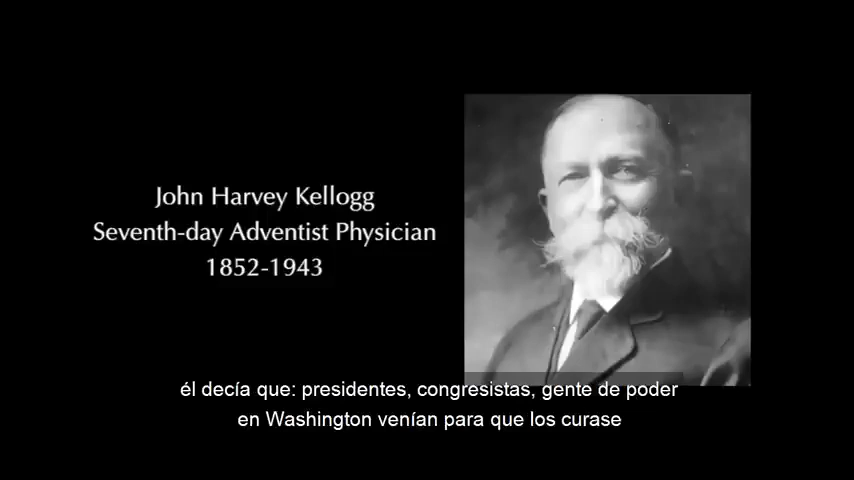 John Harvey Kellogg
Seventh-day Adventist Physician
1852-1943
él decía que: presidentes, congresistas, gente de poder
en Washington venían para que los curase